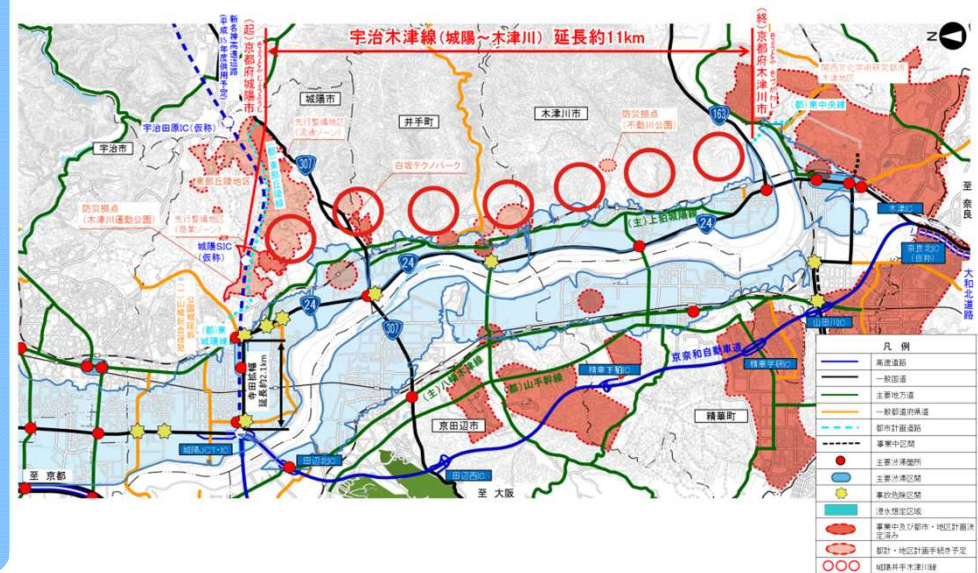 宇治木津線(城陽～木津川) 延長約11km
(起)京都府城陽市
(終)京都府木津川市
新名神高速道路
宇治市
城陽市
井手町
木津川市
宇治田原IC(仮称)
先行整備地区
(流通ゾーン)
東部丘陵地区
(都)東部丘陵線
307
白坂テクノパーク
防災拠点
(不動川公園)
163
木津地区
(都)東中央線
N
防災拠点
(木津川運動公園)
先行整備地区
(商業ゾーン)
城陽SIC
(仮称)
(主)上狛城陽線
24
24
24
307
木津IC
至 奈良
奈良北IC
(仮称)
大和北道路
(都)東城陽線
寺田拡幅
延長約2.1km
山田川IC
京奈和自動車道
精華学研IC
精華下狛IC
(主)八幡木津線
(都)山手幹線
京田辺市
精華町
城陽JCT・IC
田辺北IC
田辺西IC
至 京都
至 大阪
凡 例
高速道路
一般国道
主要地方道
一般都道府県道
都市計画道路
事業中区間
主要渋滞箇所
主要渋滞区間
事故危険区間
浸水想定区域
事業中及び都市・地区計画決
定済み
都計・地区計画手続き予定
城陽井手木津川線